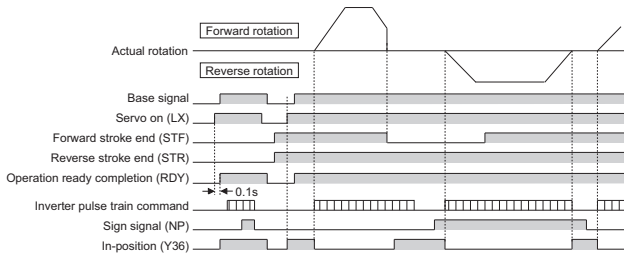 Forward rotation
Actual rotation
Reverse rotation
Base signal
Servo on (LX)
Forward stroke end (STF)
Reverse stroke end (STR)
Operation ready completion (RDY)
0.1s
Inverter pulse train command
Sign signal (NP)
In-position (Y36)